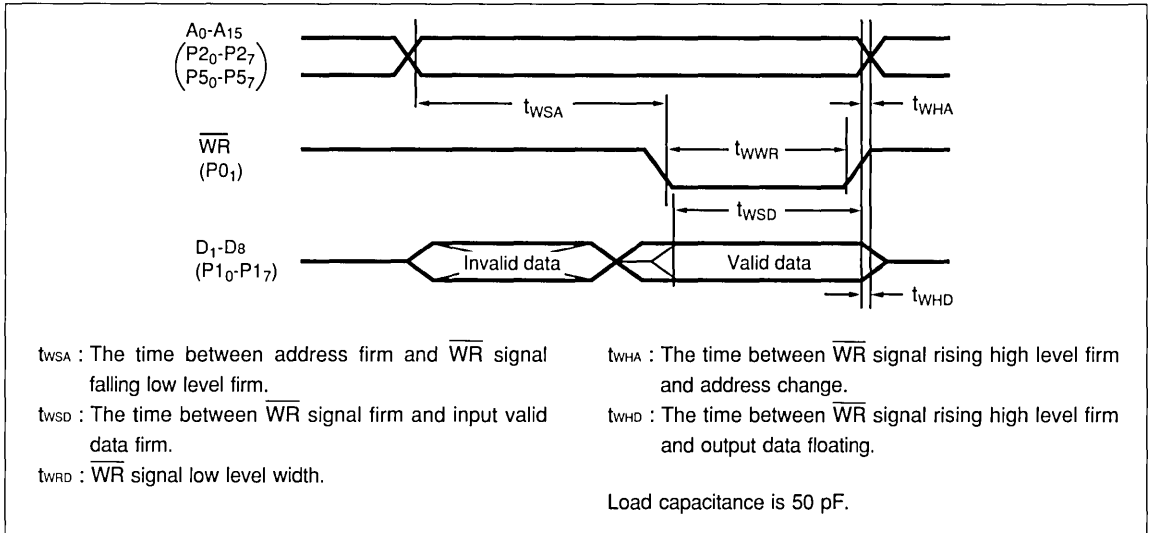 A0-A15
(P20-P27
P50-P57)
tWSA
tWHA
WR
(P01)
tWWR
tWSD
D1-D8
(P10-P17)
Invalid data
Valid data
tWHD
tWSA : The time between address firm and WR signal
falling low level firm.
tWSD : The time between WR signal firm and input valid
data firm.
tWRD : WR signal low level width.
tWHA : The time between WR signal rising high level firm
and address change.
tWHD : The time between WR signal rising high level firm
and output data floating.
Load capacitance is 50 pF.